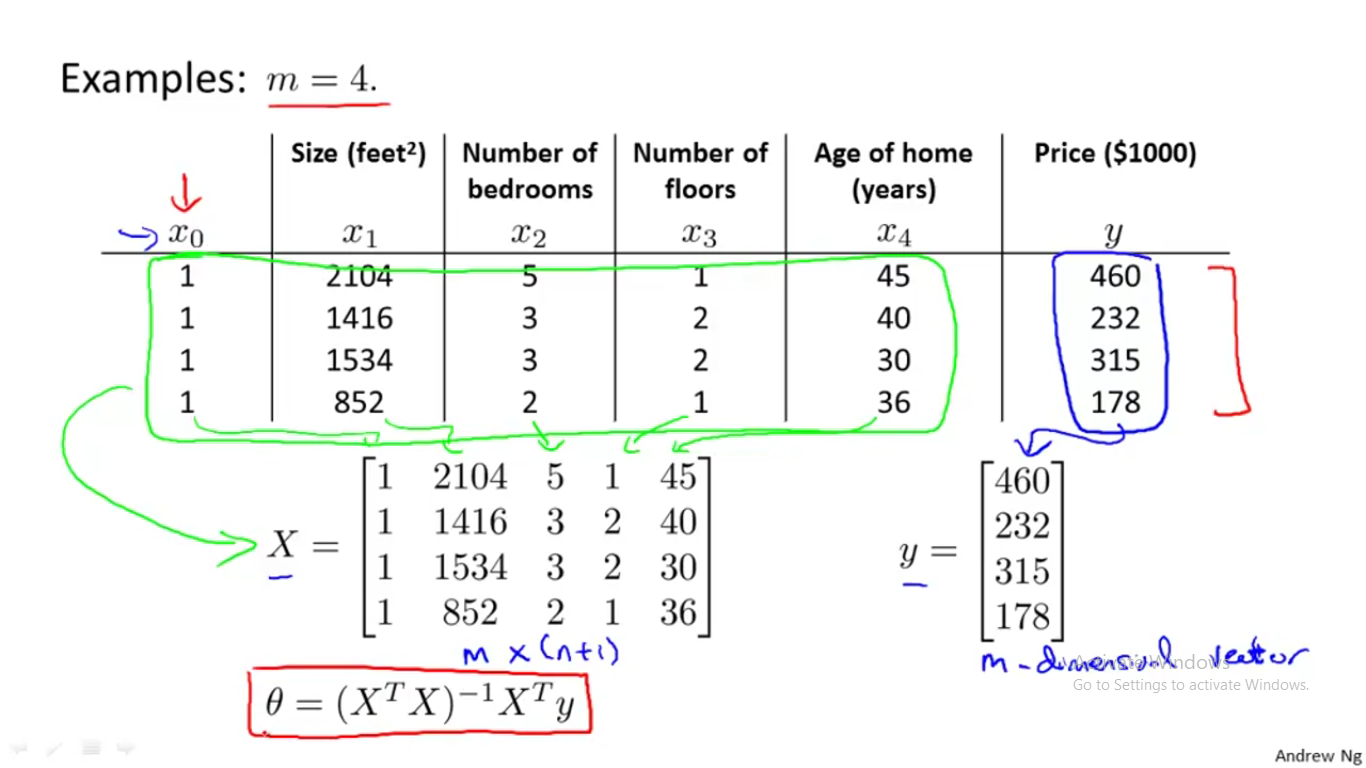 Examples: m = 4.
Size (feet²) Number of bedrooms Number of floors Age of home (years) Price ($1000)
x₀ x₁ x₂ x₃ x₄ y
1 2104 5 1 45 460
1 1416 3 2 40 232
1 1534 3 2 30 315
1 852 2 1 36 178
X = [1 2104 5 1 45
1 1416 3 2 40
1 1534 3 2 30
1 852 2 1 36]
m x (n+1)
y = [460
232
315
178]
m-dimensional vector
θ = (XᵀX)⁻¹Xᵀy
Activate Windows
Go to Settings to activate Windows.
Andrew Ng